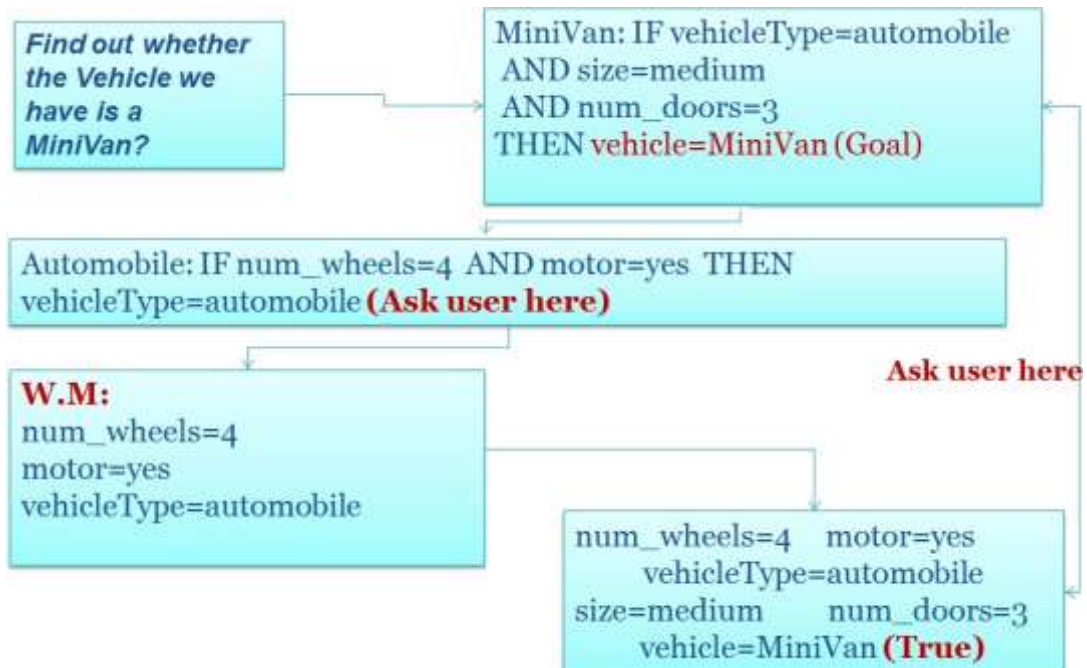 Find out whether
the Vehicle we
have is a
MiniVan?
MiniVan: IF vehicleType=automobile
AND size=medium
AND num_doors=3
THEN vehicle=MiniVan (Goal)
Automobile: IF num_wheels=4 AND motor=yes THEN
vehicleType=automobile (Ask user here)
Ask user here
W.M:
num_wheels=4
motor=yes
vehicleType=automobile
num_wheels=4 motor=yes
vehicleType=automobile
size=medium num_doors=3
vehicle=MiniVan (True)